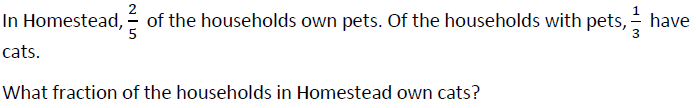 In Homestead, 2/5 of the households own pets. Of the households with pets, 1/3 have
cats.
What fraction of the households in Homestead own cats?